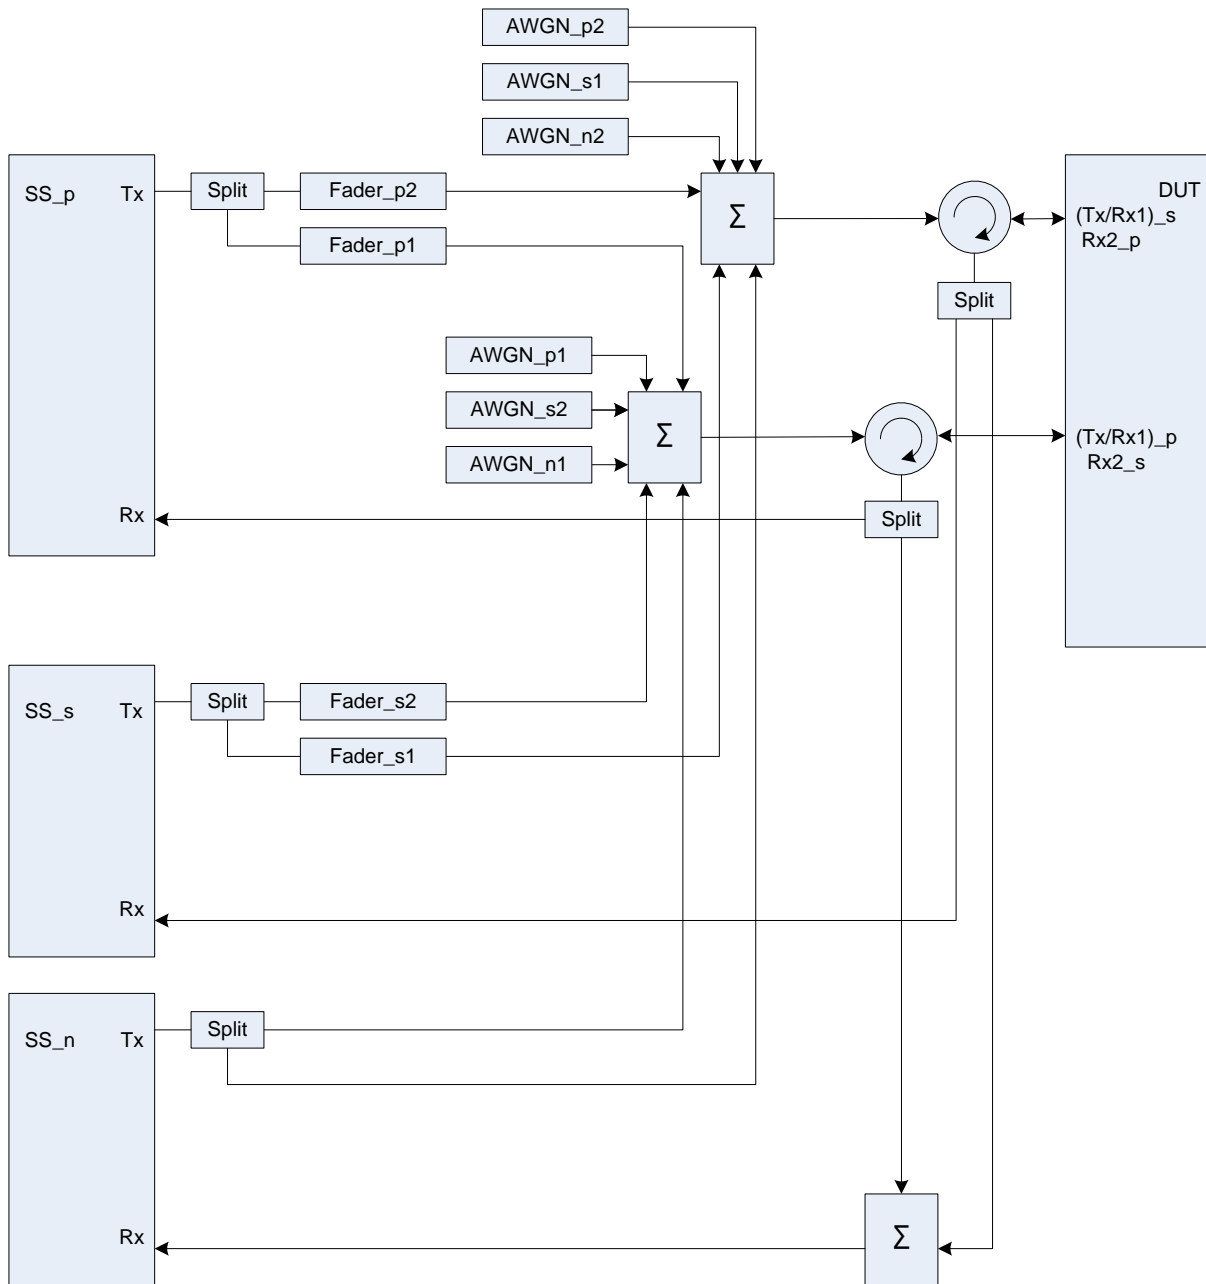 AWGN_p2
AWGN_s1
AWGN_n2
SS_p
Tx
Split
Fader_p2
Σ
DUT
(Tx/Rx1)_s
Rx2_p
Fader_p1
Split
AWGN_p1
AWGN_s2
Σ
(Tx/Rx1)_p
Rx2_s
AWGN_n1
Rx
Split
SS_s
Tx
Split
Fader_s2
Fader_s1
Rx
SS_n
Tx
Split
Rx
Σ